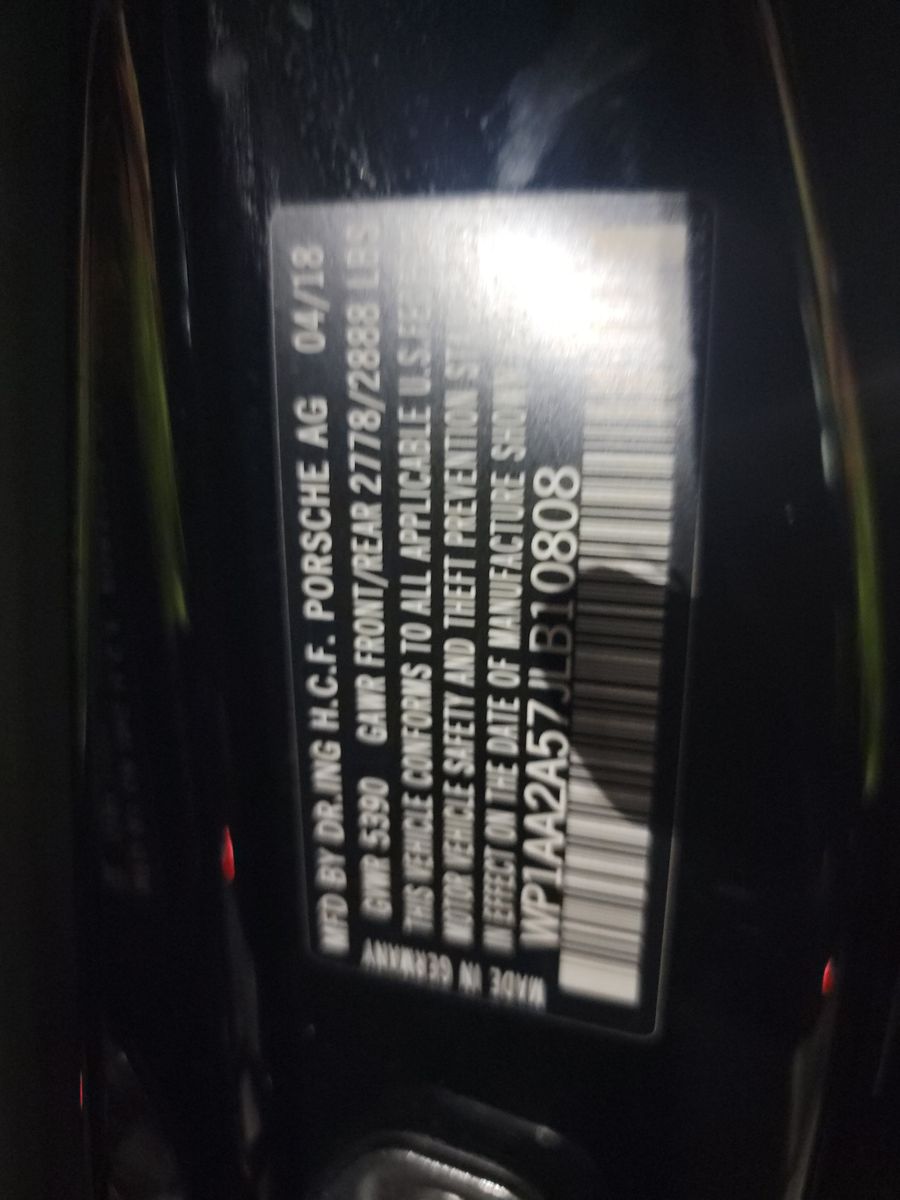 MFD BY DR.ING H.C.F. PORSCHE AG 04/18
GVWR 5390 GAWR FRONT/REAR 2778/2888 LBS
THIS VEHICLE CONFORMS TO ALL APPLICABLE U.S.
MOTOR VEHICLE SAFETY AND THEFT PREVENTION
IN EFFECT ON THE DATE OF MANUFACTURE SHOWN
WP1AA2A57JLB10808
MADE IN GERMANY